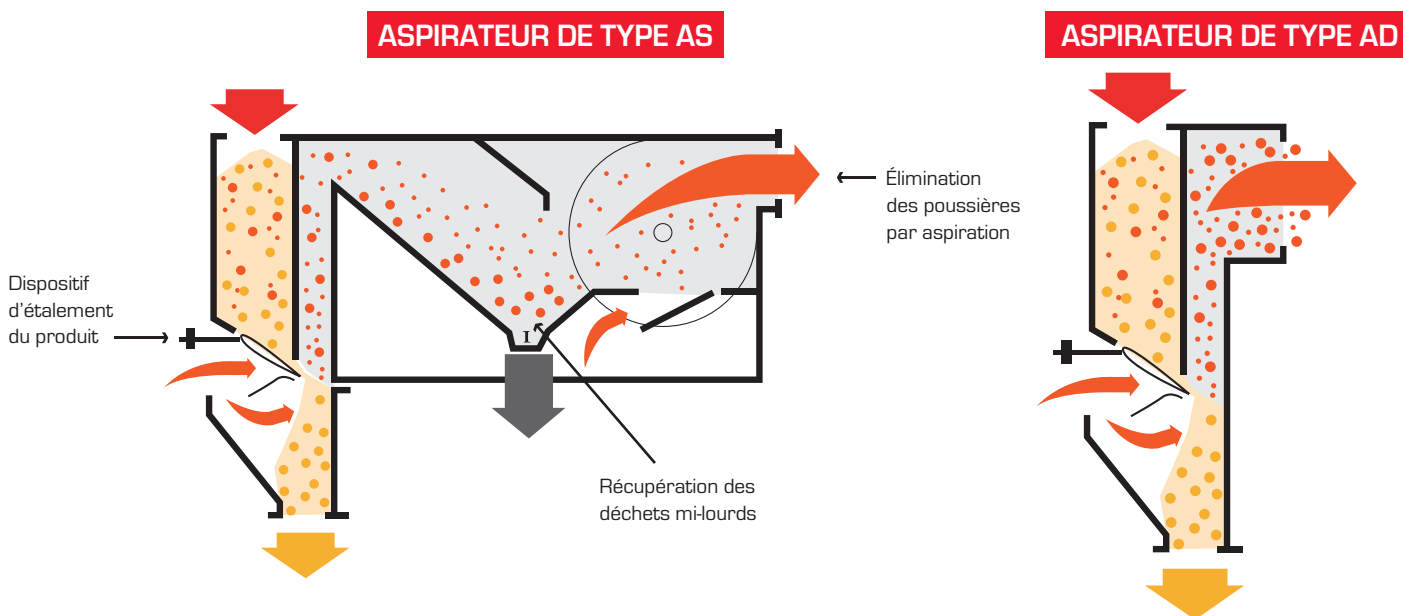 ASPIRATEUR DE TYPE AS
ASPIRATEUR DE TYPE AD
Élimination
des poussières
par aspiration
Dispositif
d'étalement
du produit
I
Récupération des
déchets mi-lourds